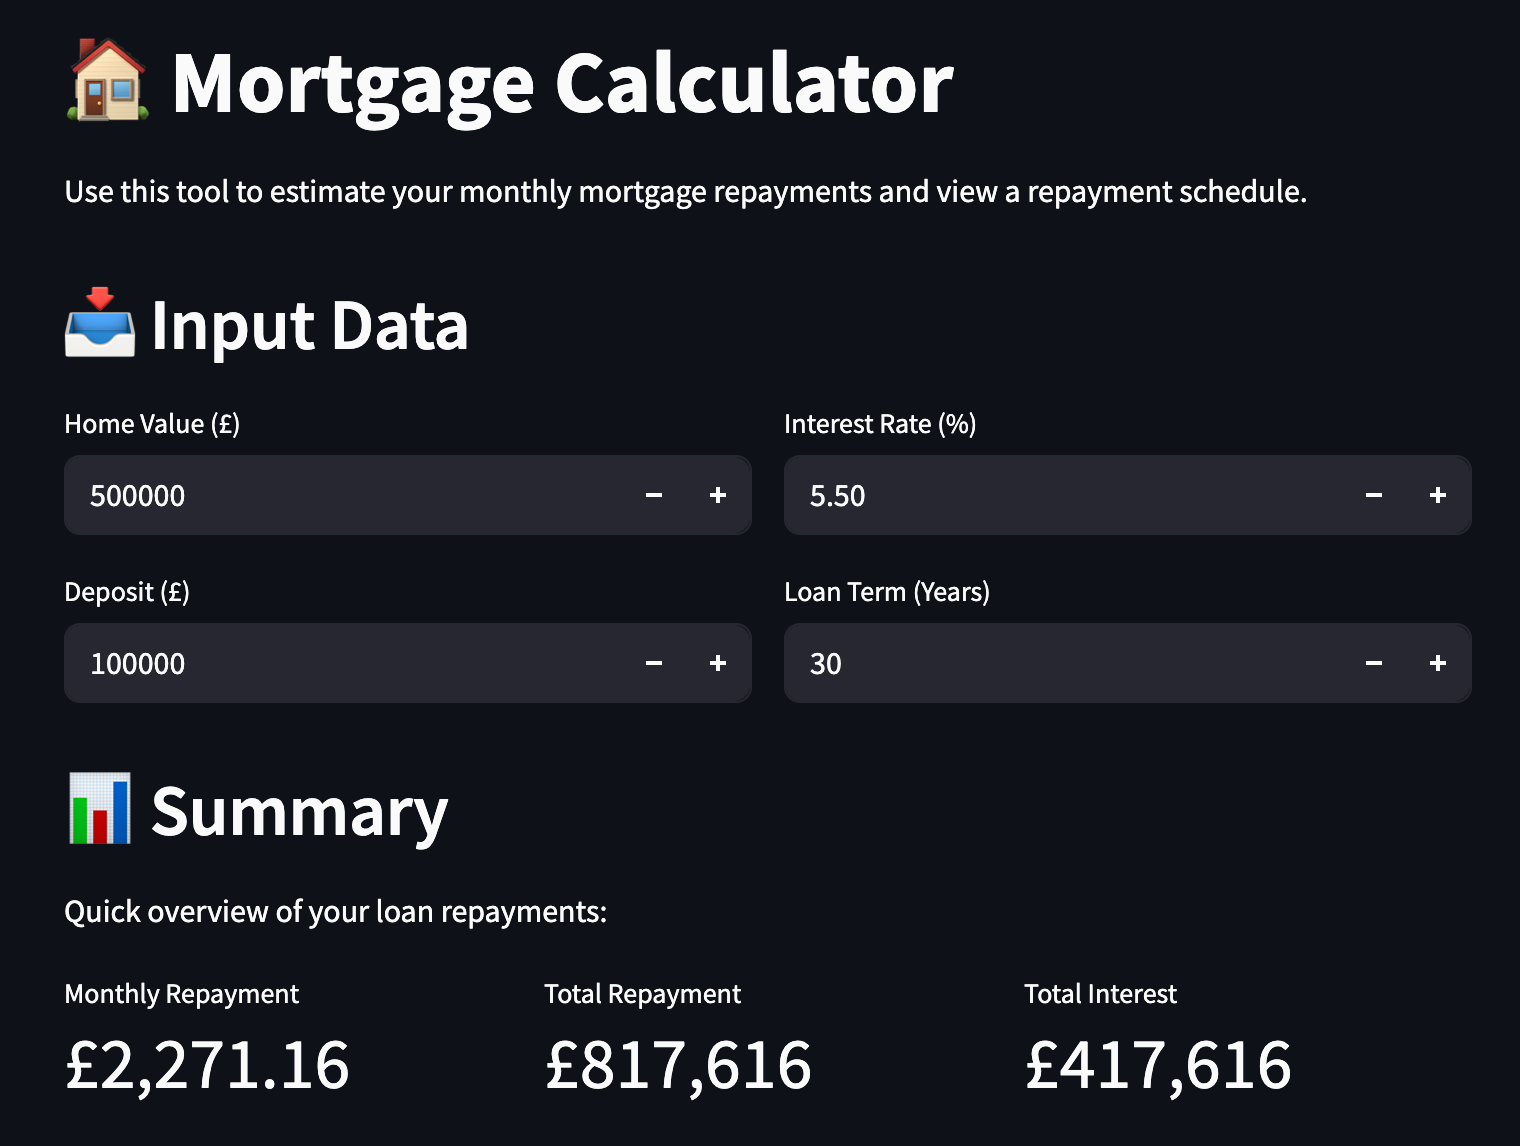 Mortgage Calculator
Use this tool to estimate your monthly mortgage repayments and view a repayment schedule.
Input Data
Home Value (£)
500000
Interest Rate (%)
5.50
Deposit (£)
100000
Loan Term (Years)
30
Summary
Quick overview of your loan repayments:
Monthly Repayment
£2,271.16
Total Repayment
£817,616
Total Interest
£417,616